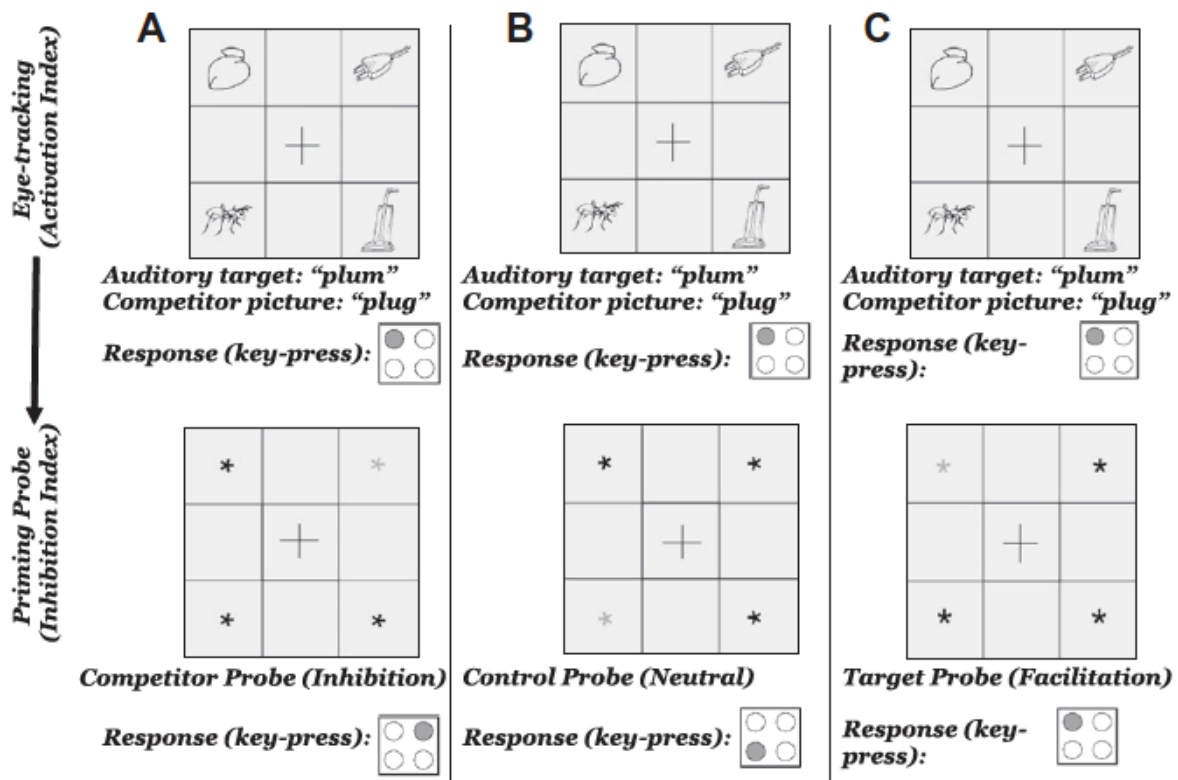 A
B
C
Eye-tracking
(Activation Index)
Auditory target: “plum”
Competitor picture: “plug”
Response (key-press):
Auditory target: “plum”
Competitor picture: “plug”
Response (key-press):
Auditory target: “plum”
Competitor picture: “plug”
Response (key-
press):
Priming Probe
(Inhibition Index)
* *
* *
* *
* *
* *
* *
Competitor Probe (Inhibition)
Response (key-press):
Control Probe (Neutral)
Response (key-press):
Target Probe (Facilitation)
Response (key-
press):